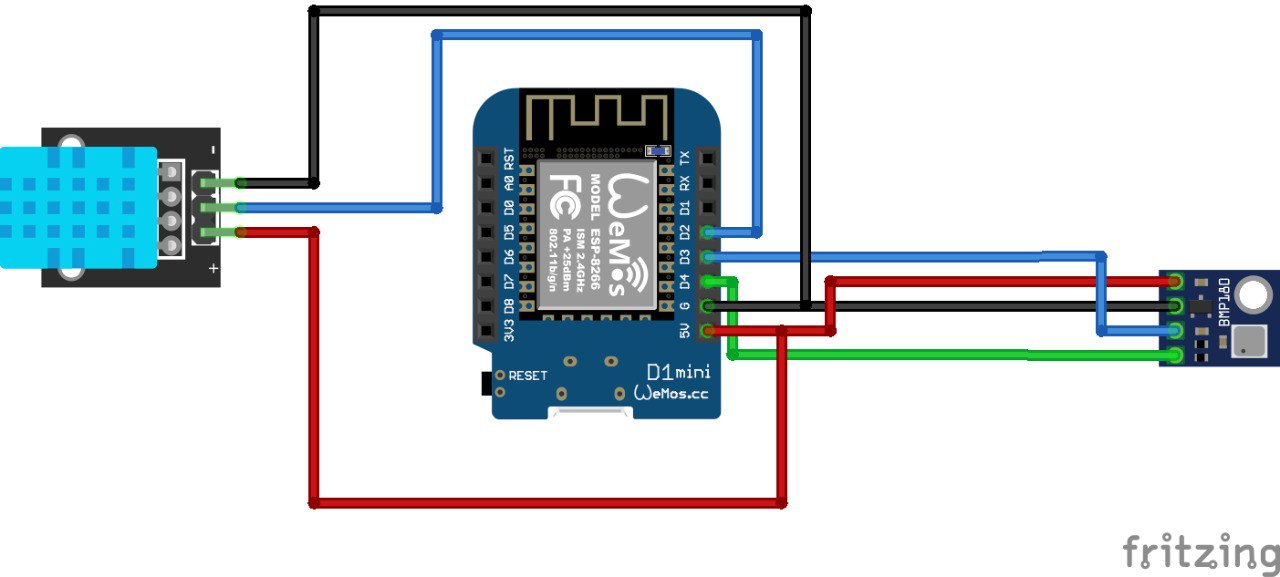 -
+
RST
A0
D0
D5
D6
D7
D8
3V3
TX
RX
D1
D2
D3
D4
G
5V
WeMos
MODEL ESP-8266
ISM 2.4GHz
PA +25dBm
802.11b/g/n
FC
RESET
D1mini
WeMos.cc
BMP180
fritzing